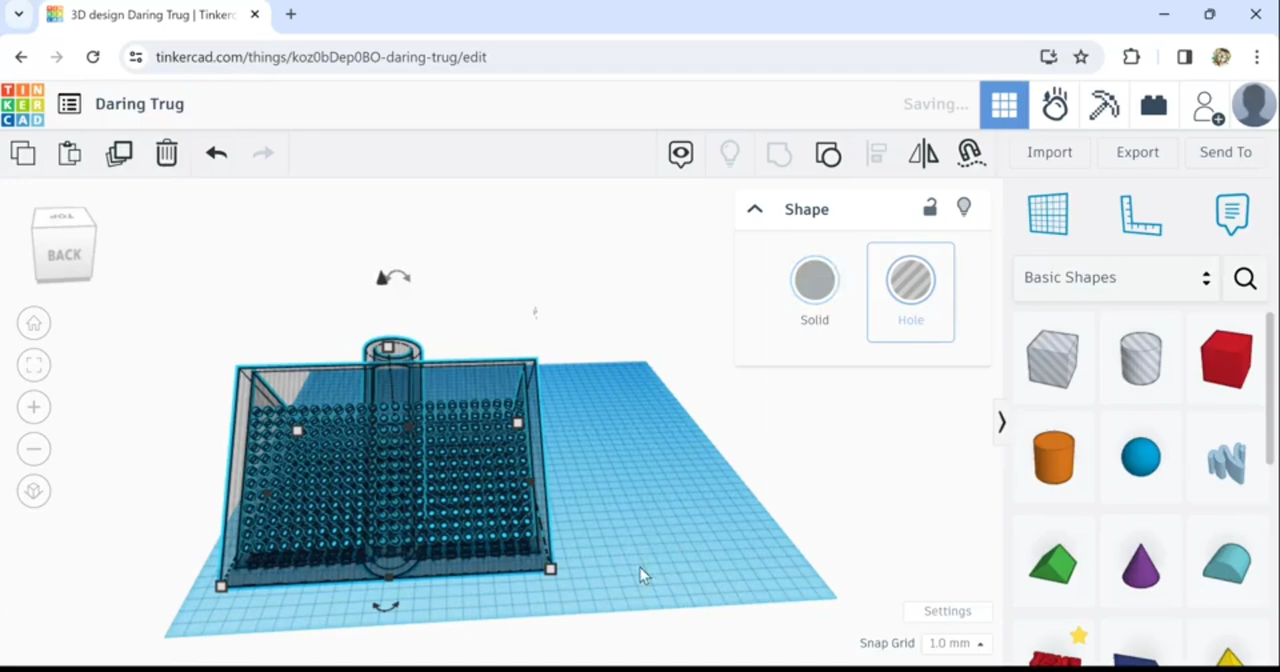 3D design Daring Trug | Tinkerc
tinkercad.com/things/koz0bDep0BO-daring-trug/edit
TIN
KER
CAD
Daring Trug
Saving...
Import
Export
Send To
TOP
BACK
Shape
Solid
Hole
Basic Shapes
Settings
Snap Grid
1.0 mm